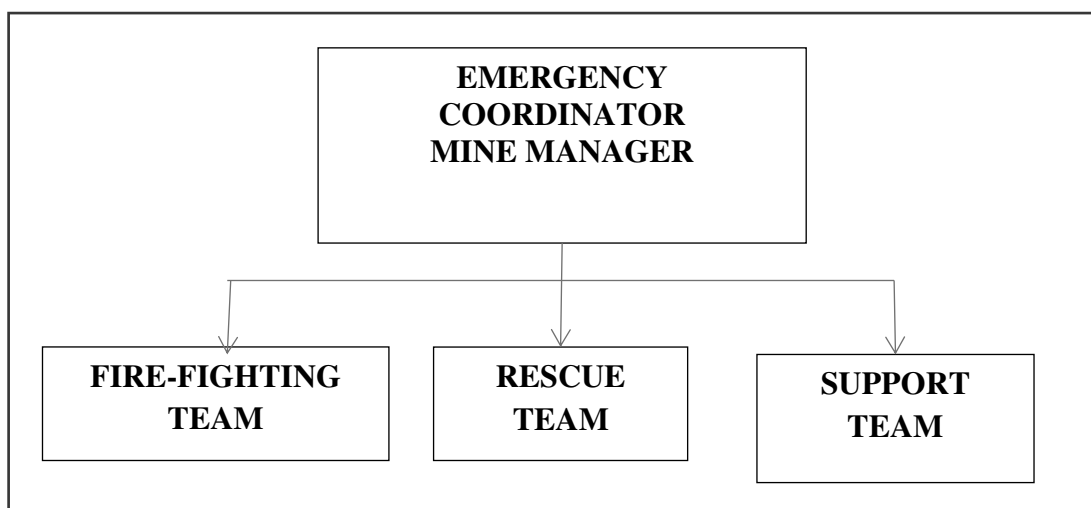 EMERGENCY
COORDINATOR
MINE MANAGER
FIRE-FIGHTING
TEAM
RESCUE
TEAM
SUPPORT
TEAM